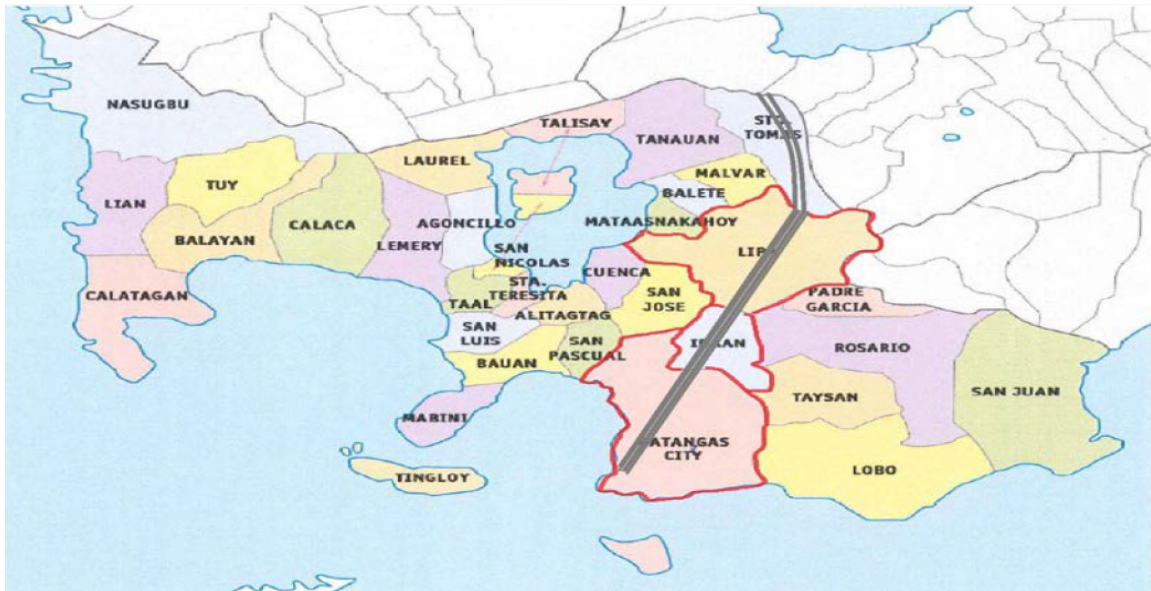 NASUGBU
TALISAY
STO.
TOMAS
TANAUAN
LAUREL
MALVAR
TUY
BALETE
LIAN
CALACA
AGONCILLO
MATAASNAKAHOY
BALAYAN
LEMERY
LIPA
SAN
NICOLAS
CUENCA
STA.
TERESITA
CALATAGAN
TAAL
SAN
JOSE
PADRE
GARCIA
ALITAGTAG
SAN
LUIS
SAN
PASCUAL
ROSARIO
BAUAN
SAN JUAN
TAYSAN
MARINI
ATANGAS
CITY
TINGLOY
LOBO